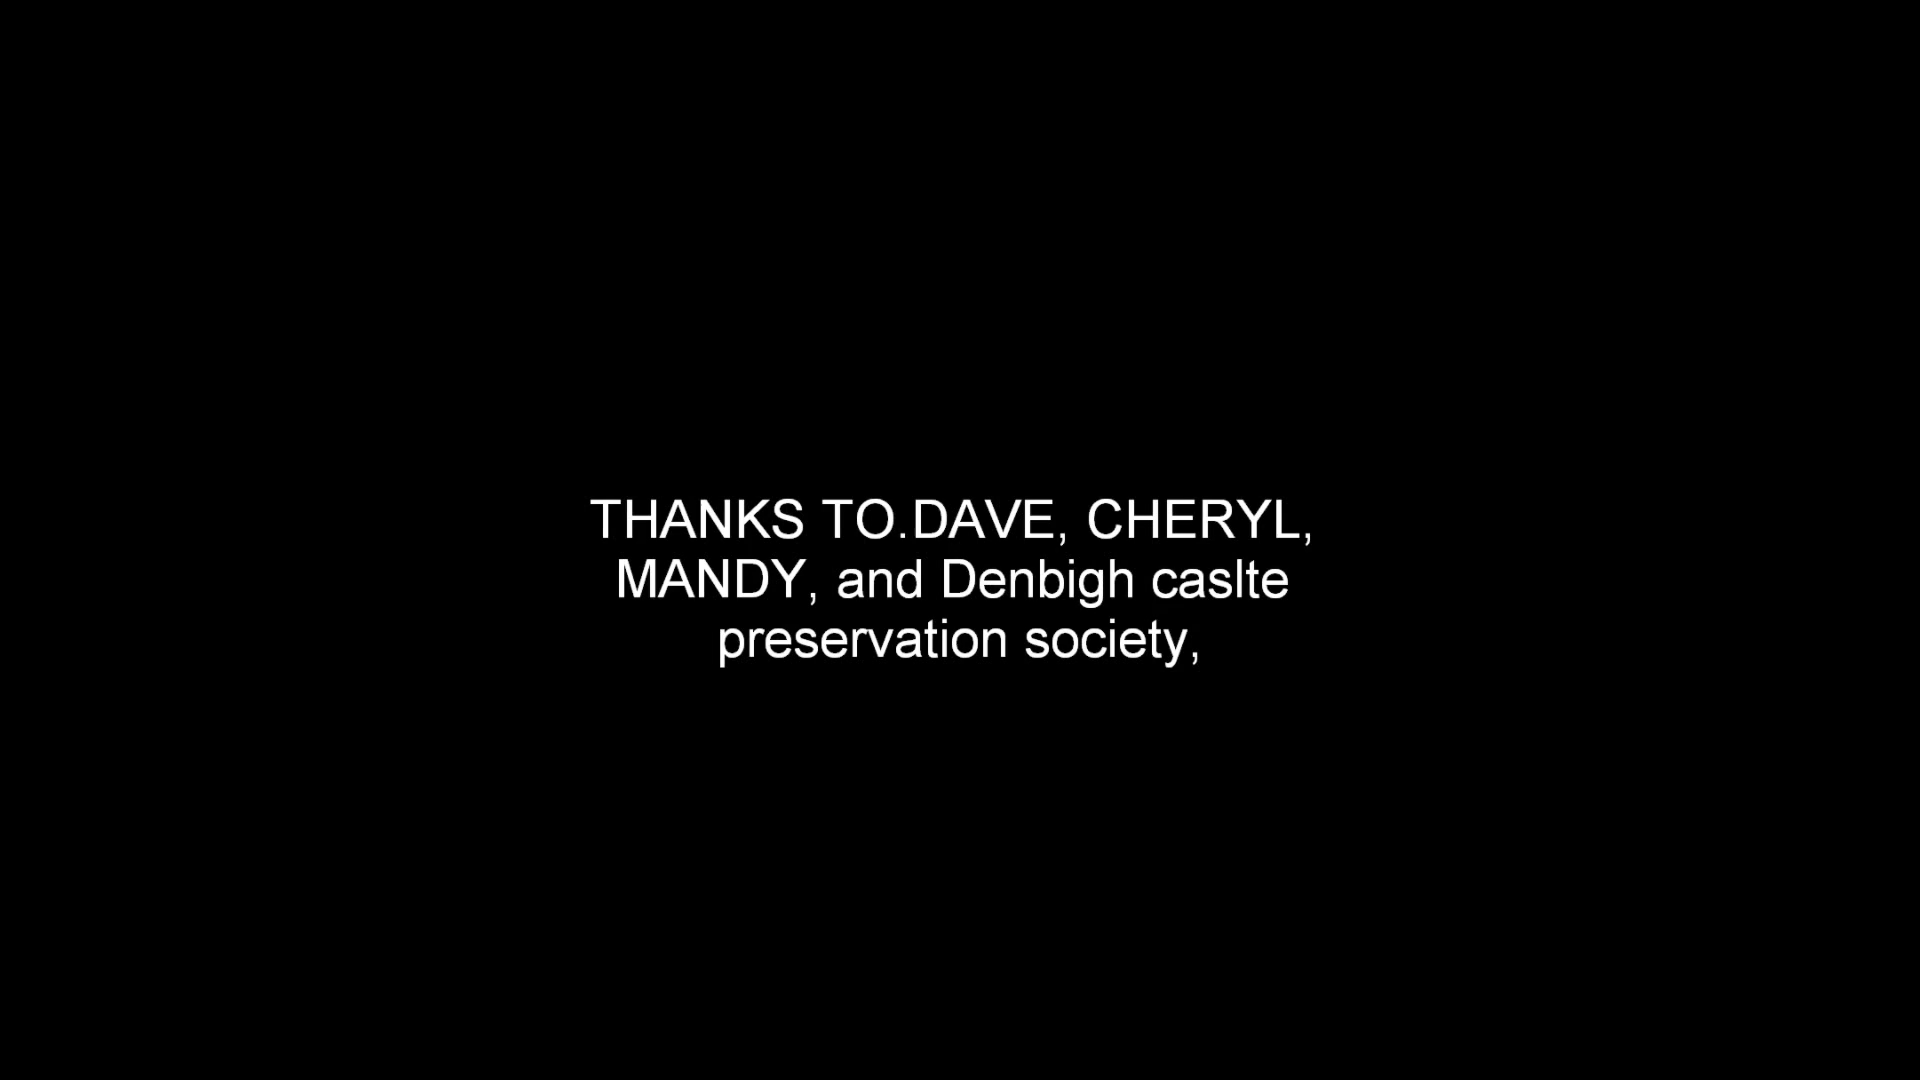 THANKS TO.DAVE, CHERYL,
MANDY, and Denbigh caslte
preservation society,